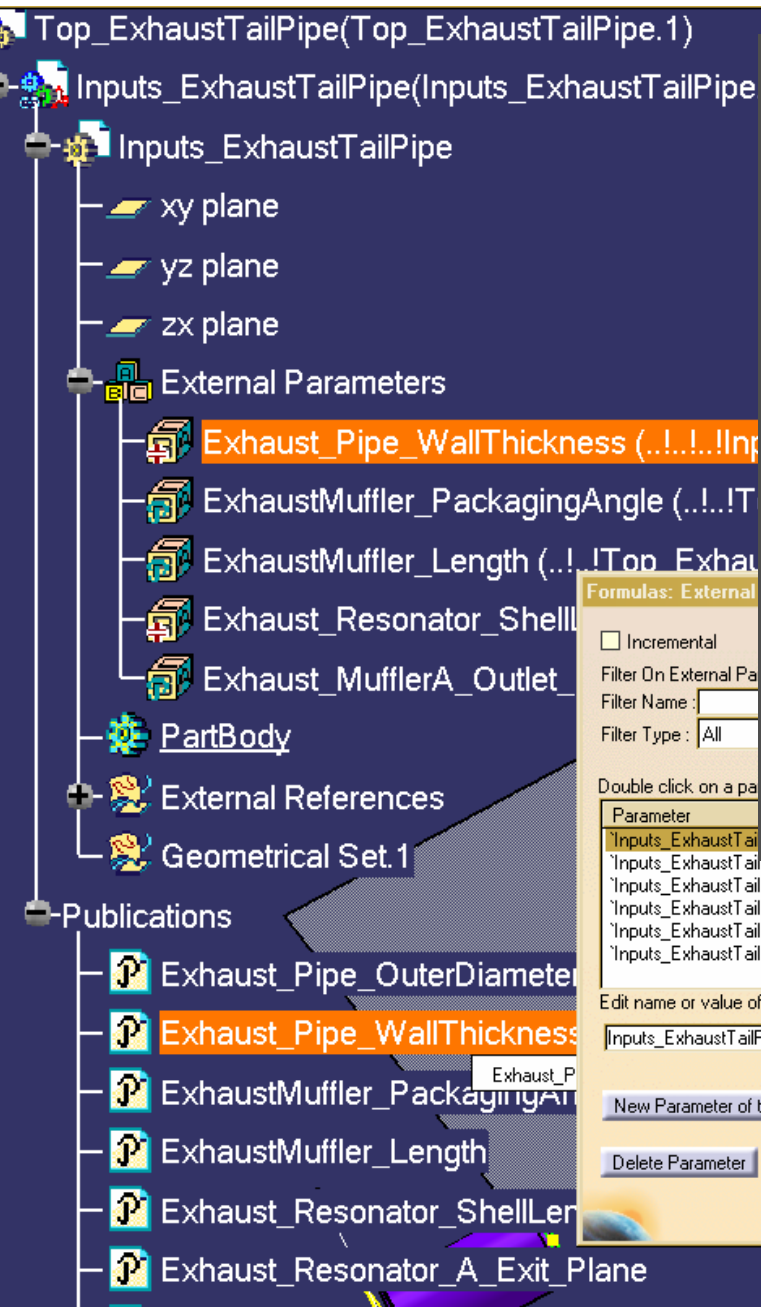 Top_ExhaustTailPipe(Top_ExhaustTailPipe.1)
Inputs_ExhaustTailPipe(Inputs_ExhaustTailPipe
Inputs_ExhaustTailPipe
xy plane
yz plane
zx plane
External Parameters
Exhaust_Pipe_WallThickness (..!..!..!Inp
ExhaustMuffler_PackagingAngle (..!..!T
ExhaustMuffler_Length (..!..!Top_Exhau
Exhaust_Resonator_ShellL
Exhaust_MufflerA_Outlet_
PartBody
External References
Geometrical Set.1
Publications
Exhaust_Pipe_OuterDiameter
Exhaust_Pipe_WallThickness
Exhaust_P
ExhaustMuffler_PackagingAn
ExhaustMuffler_Length
Exhaust_Resonator_ShellLen
Exhaust_Resonator_A_Exit_Plane
Formulas: External
Incremental
Filter On External Pa
Filter Name :
Filter Type : All
Double click on a pa
Parameter
`Inputs_ExhaustTail
`Inputs_ExhaustTail
`Inputs_ExhaustTail
`Inputs_ExhaustTail
`Inputs_ExhaustTail
`Inputs_ExhaustTail
Edit name or value of
Inputs_ExhaustTailP
New Parameter of t
Delete Parameter